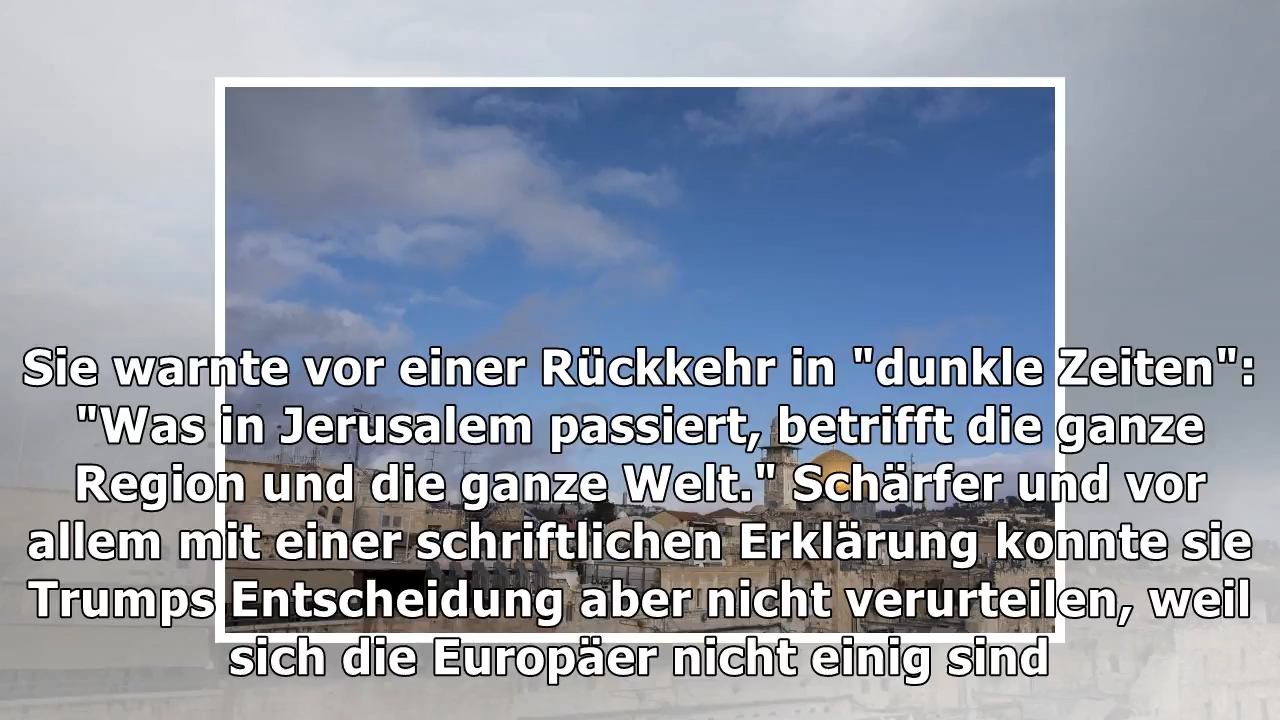 Sie warnte vor einer Rückkehr in "dunkle Zeiten":
"Was in Jerusalem passiert, betrifft die ganze
Region und die ganze Welt." Schärfer und vor
allem mit einer schriftlichen Erklärung konnte sie
Trumps Entscheidung aber nicht verurteilen, weil
sich die Europäer nicht einig sind